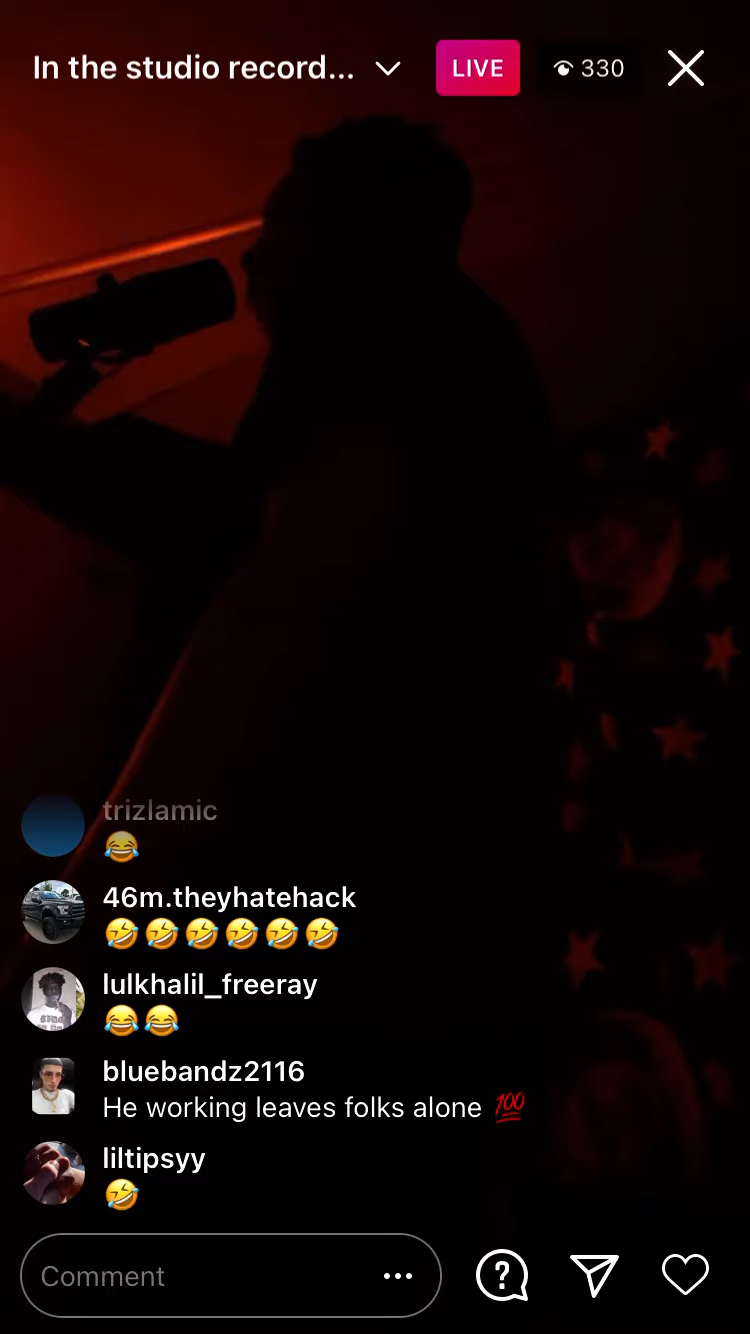 In the studio record...
LIVE
330
trizlamic
😂
46m.theyhatehack
🤣🤣🤣🤣🤣🤣
lulkhalil_freeray
😂😂
bluebandz2116
He working leaves folks alone 💯
liltipsyy
🤣
Comment